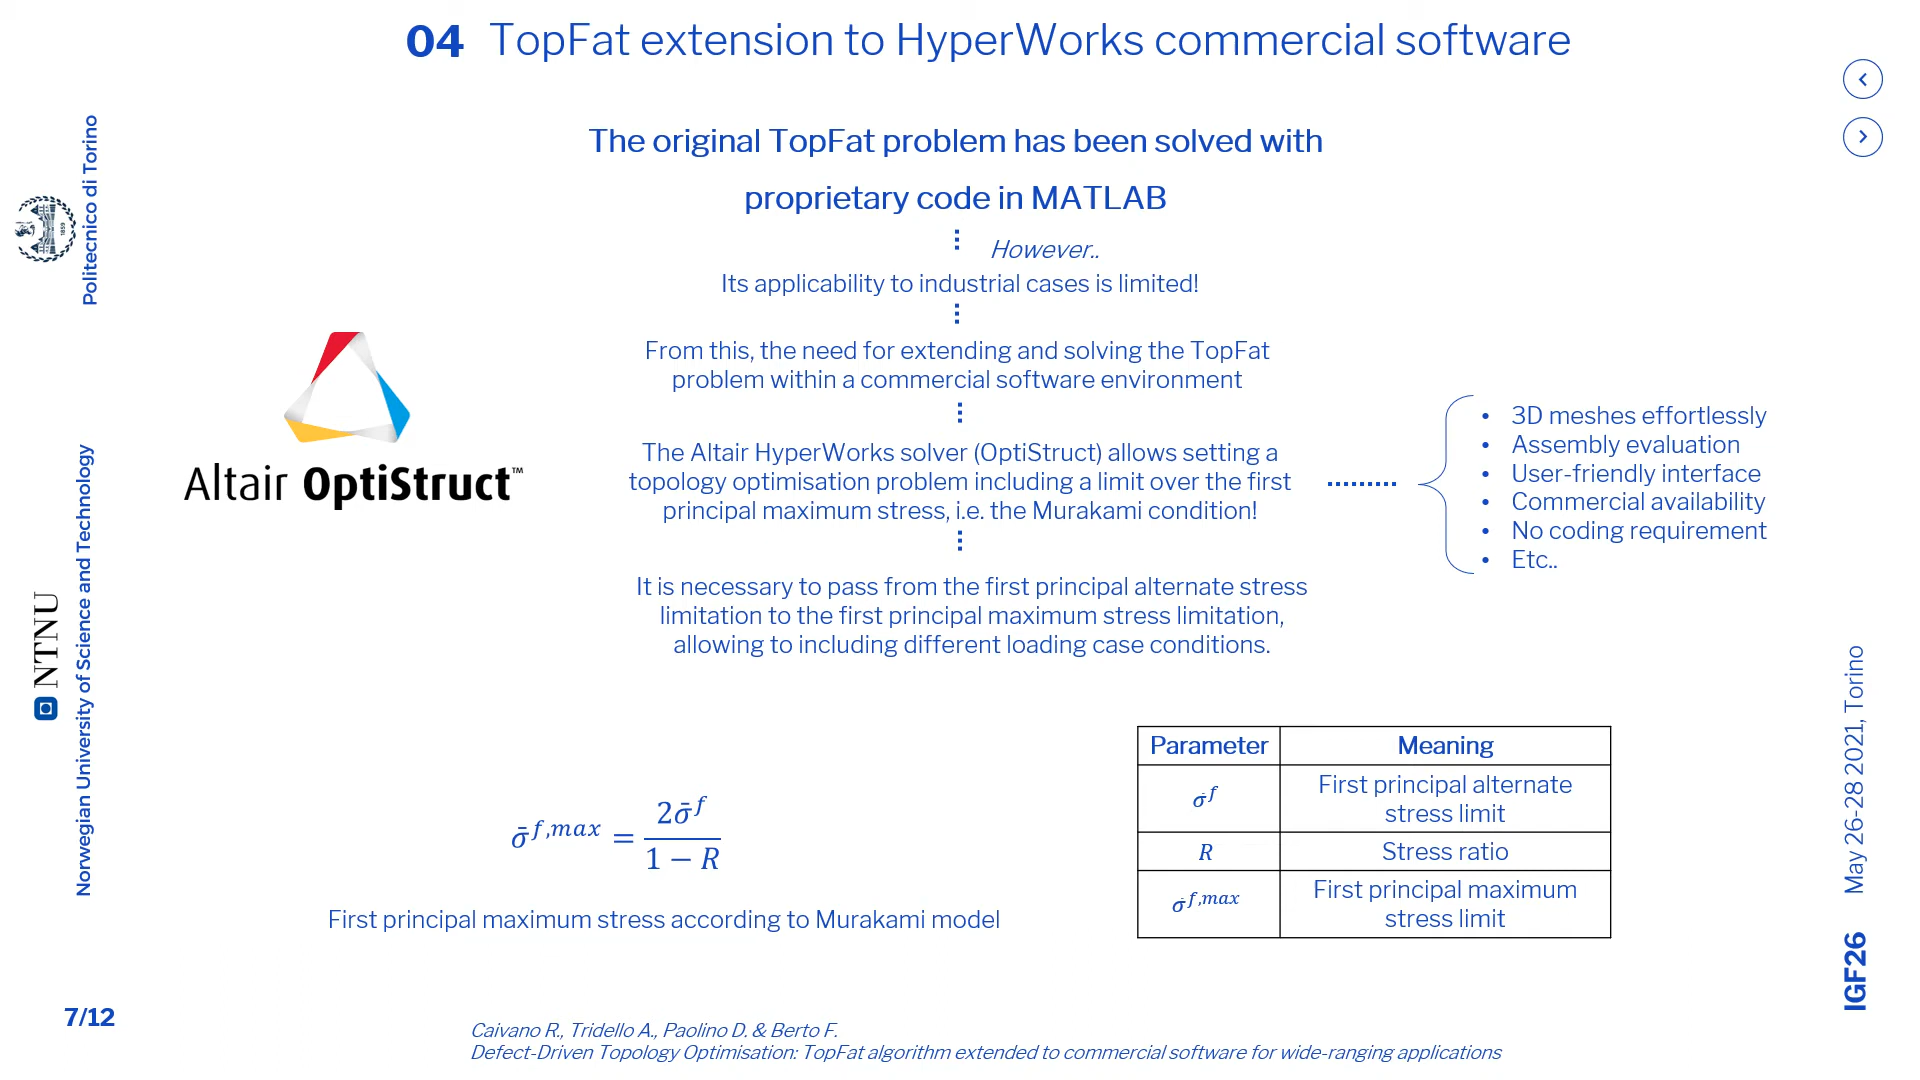 04 TopFat extension to HyperWorks commercial software
The original TopFat problem has been solved with
proprietary code in MATLAB
However..
Its applicability to industrial cases is limited!
From this, the need for extending and solving the TopFat
problem within a commercial software environment
Altair OptiStruct™
The Altair HyperWorks solver (OptiStruct) allows setting a
topology optimisation problem including a limit over the first
principal maximum stress, i.e. the Murakami condition!
• 3D meshes effortlessly
• Assembly evaluation
• User-friendly interface
• Commercial availability
• No coding requirement
• Etc..
It is necessary to pass from the first principal alternate stress
limitation to the first principal maximum stress limitation,
allowing to including different loading case conditions.
σ̄^{f,max} = 2σ̄^f / (1 − R)
First principal maximum stress according to Murakami model
Parameter Meaning
σ̄^f First principal alternate
stress limit
R Stress ratio
σ̄^{f,max} First principal maximum
stress limit
Politecnico di Torino
1859
NTNU
Norwegian University of Science and Technology
IGF26 May 26-28 2021, Torino
7/12
Caivano R., Tridello A., Paolino D. & Berto F.
Defect-Driven Topology Optimisation: TopFat algorithm extended to commercial software for wide-ranging applications